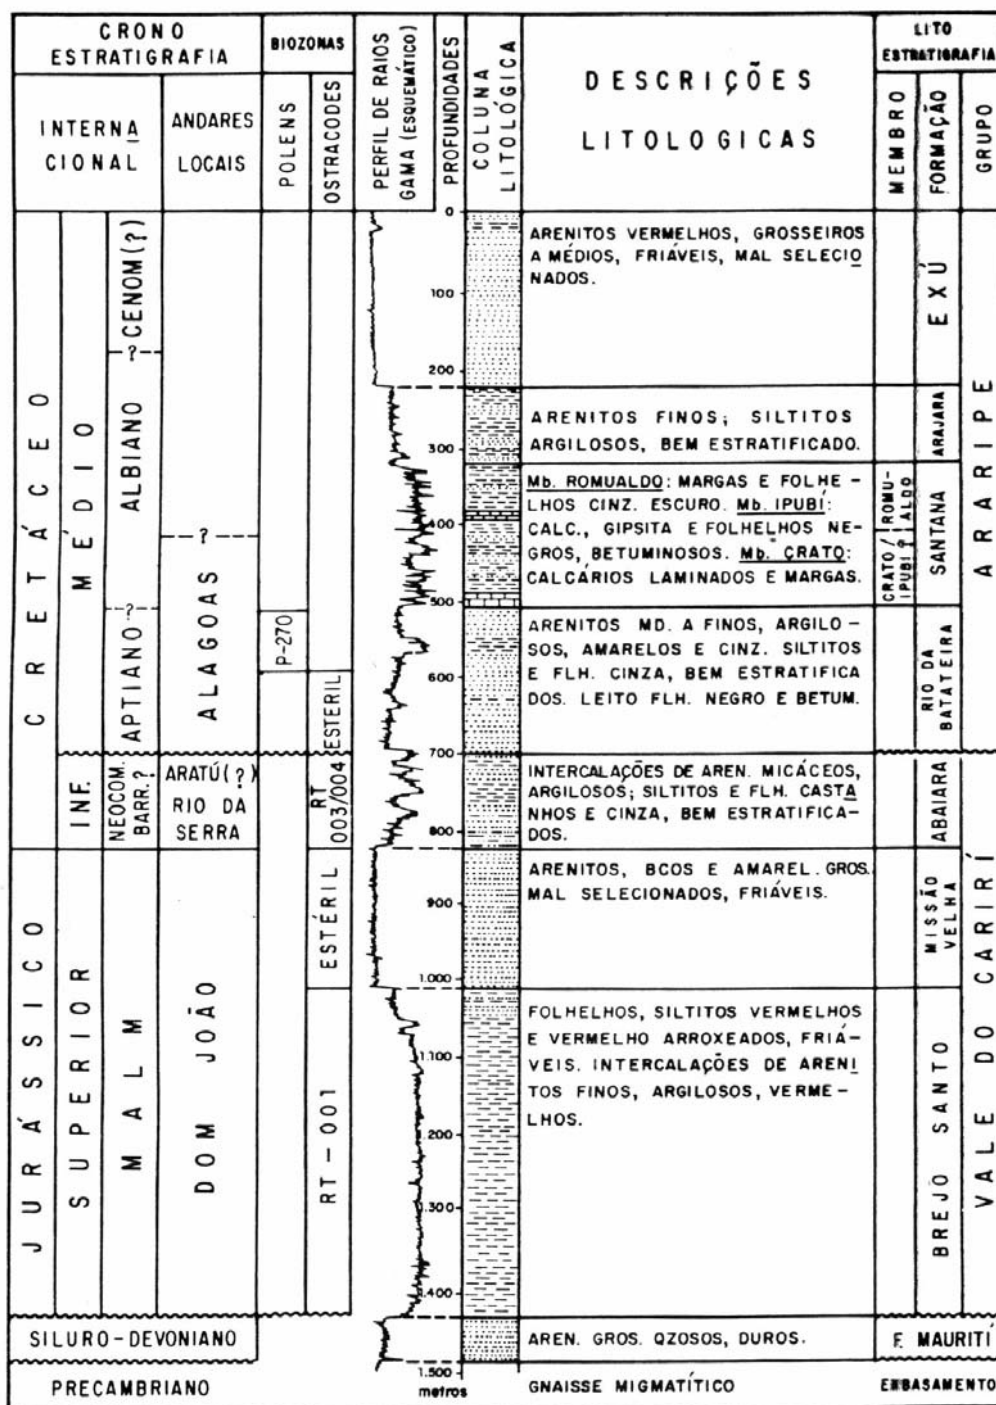 CRONO
ESTRATIGRAFIA
BIOZONAS
PERFIL DE RAIOS
GAMA (ESQUEMÁTICO)
PROFUNDIDADES
COLUNA
LITOLÓGICA
DESCRIÇÕES
LITOLOGICAS
LITO
ESTRATIGRAFIA
INTERNA
CIONAL
ANDARES
LOCAIS
POLENS
OSTRACODES
MEMBRO
FORMAÇÃO
GRUPO
CRETÁCEO
MÉDIO
CENOM(?)
?
ALBIANO
?
APTIANO
?
ALAGOAS
P-270
ESTERIL
INF.
NEOCOM.
BARR.?
ARATÚ(?)
RIO DA
SERRA
RT
003/004
JURÁSSICO
SUPERIOR
MALM
DOM JOÃO
ESTÉRIL
RT-001
SILURO-DEVONIANO
PRECAMBRIANO
0
100
200
300
400
500
600
700
800
900
1.000
1.100
1.200
1.300
1.400
1.500
metros
ARENITOS VERMELHOS, GROSSEIROS
A MÉDIOS, FRIÁVEIS, MAL SELECIO
NADOS.
ARENITOS FINOS; SILTITOS
ARGILOSOS, BEM ESTRATIFICADO.
Mb. ROMUALDO: MARGAS E FOLHE-
LHOS CINZ. ESCURO. Mb. IPUBÍ:
CALC., GIPSITA E FOLHELHOS NE-
GROS, BETUMINOSOS. Mb. CRATO:
CALCÁRIOS LAMINADOS E MARGAS.
ARENITOS MD. A FINOS, ARGILO-
SOS, AMARELOS E CINZ. SILTITOS
E FLH. CINZA, BEM ESTRATIFICA
DOS. LEITO FLH. NEGRO E BETUM.
INTERCALAÇÕES DE AREN. MICÁCEOS,
ARGILOSOS; SILTITOS E FLH. CASTA
NHOS E CINZA, BEM ESTRATIFICA-
DOS.
ARENITOS, BCOS E AMAREL. GROS.
MAL SELECIONADOS, FRIÁVEIS.
FOLHELHOS, SILTITOS VERMELHOS
E VERMELHO ARROXEADOS, FRIÁ-
VEIS. INTERCALAÇÕES DE ARENI
TOS FINOS, ARGILOSOS, VERME-
LHOS.
AREN. GROS. QZOSOS, DUROS.
GNAISSE MIGMATÍTICO
EXÚ
ARAJARA
CRATO/
IPUBI
?
ROMU-
ALDO
SANTANA
RIO DA
BATATEIRA
ARARIPE
ABAIARA
MISSÃO
VELHA
BREJO SANTO
VALE DO CARIRÍ
F. MAURITÍ
EMBASAMENTO